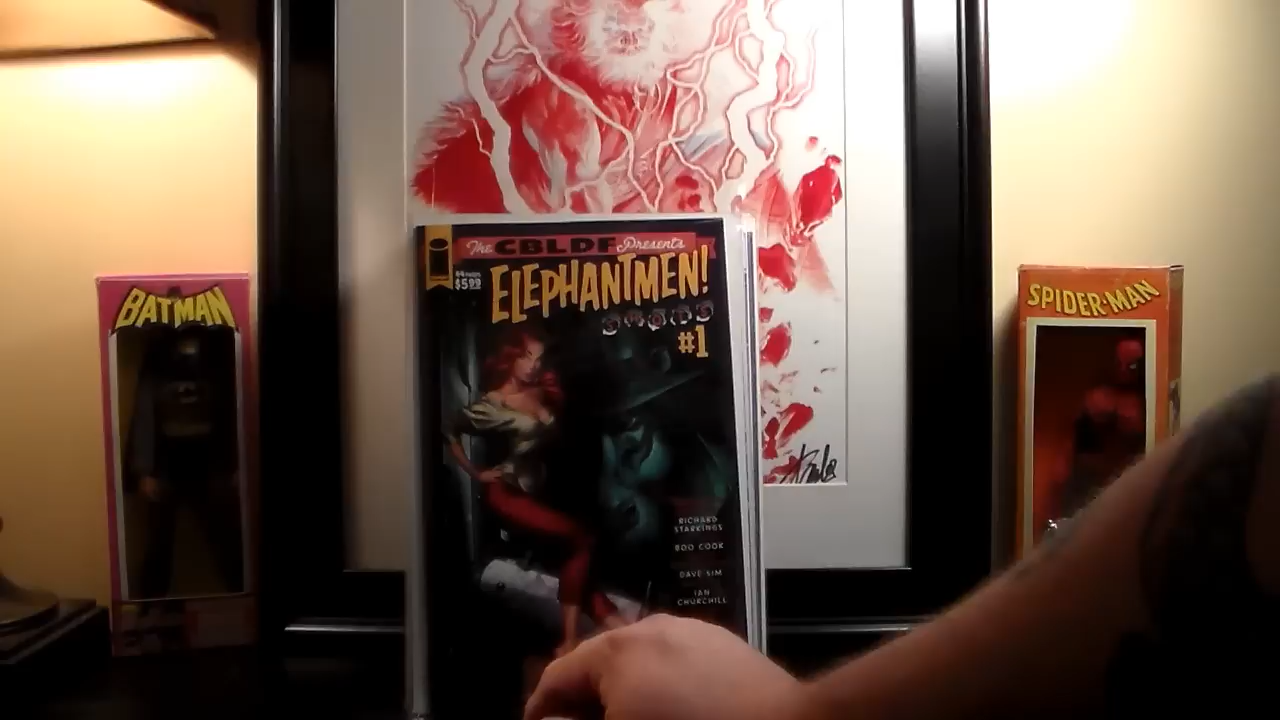 The CBLDF Presents
64 PAGES
$5.99
ELEPHANTMEN!
SHOTS
#1
RICHARD
STARKINGS
BOO COOK
DAVE SIM
IAN
CHURCHILL
BATMAN
SPIDER-MAN